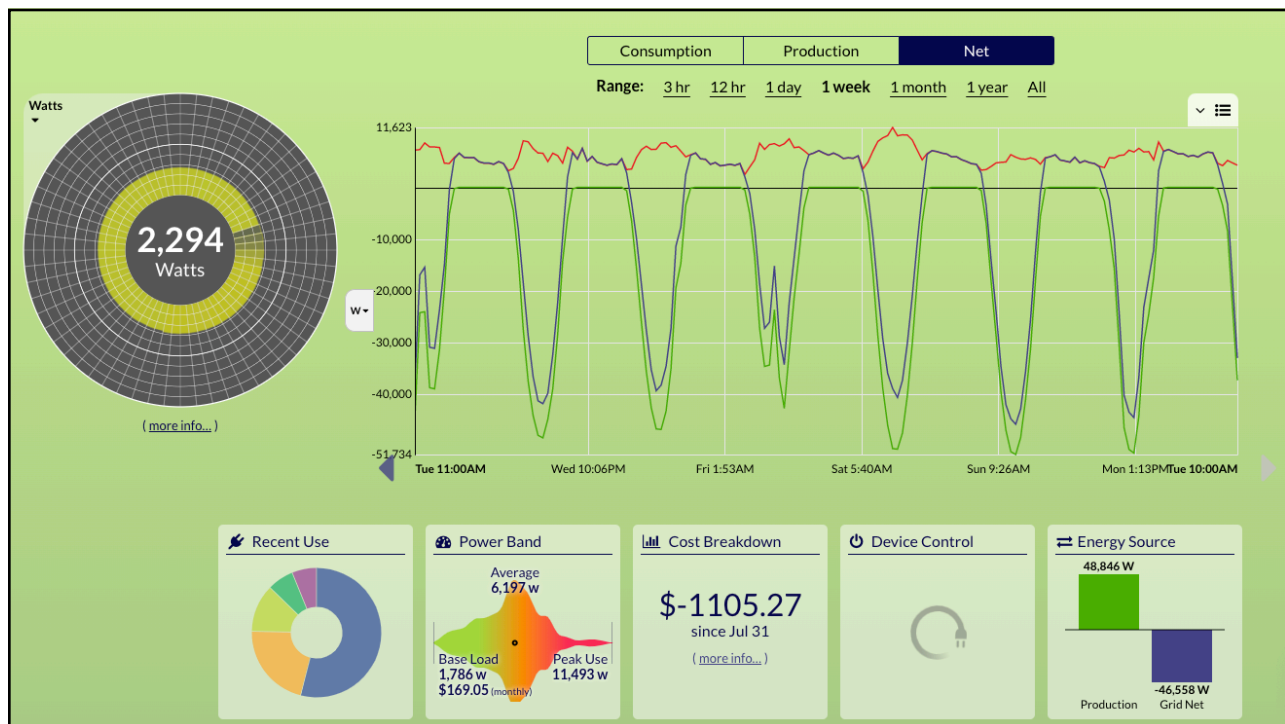 Consumption Production Net
Range: 3 hr 12 hr 1 day 1 week 1 month 1 year All
Watts
2,294
Watts
( more info... )
W
11,623
-10,000
-20,000
-30,000
-40,000
-51,734
Tue 11:00AM Wed 10:06PM Fri 1:53AM Sat 5:40AM Sun 9:26AM Mon 1:13PM Tue 10:00AM
Recent Use
Power Band
Average
6,197 w
Base Load
1,786 w
$169.05 (monthly)
Peak Use
11,493 w
Cost Breakdown
$-1105.27
since Jul 31
( more info... )
Device Control
Energy Source
48,846 W
-46,558 W
Production Grid Net